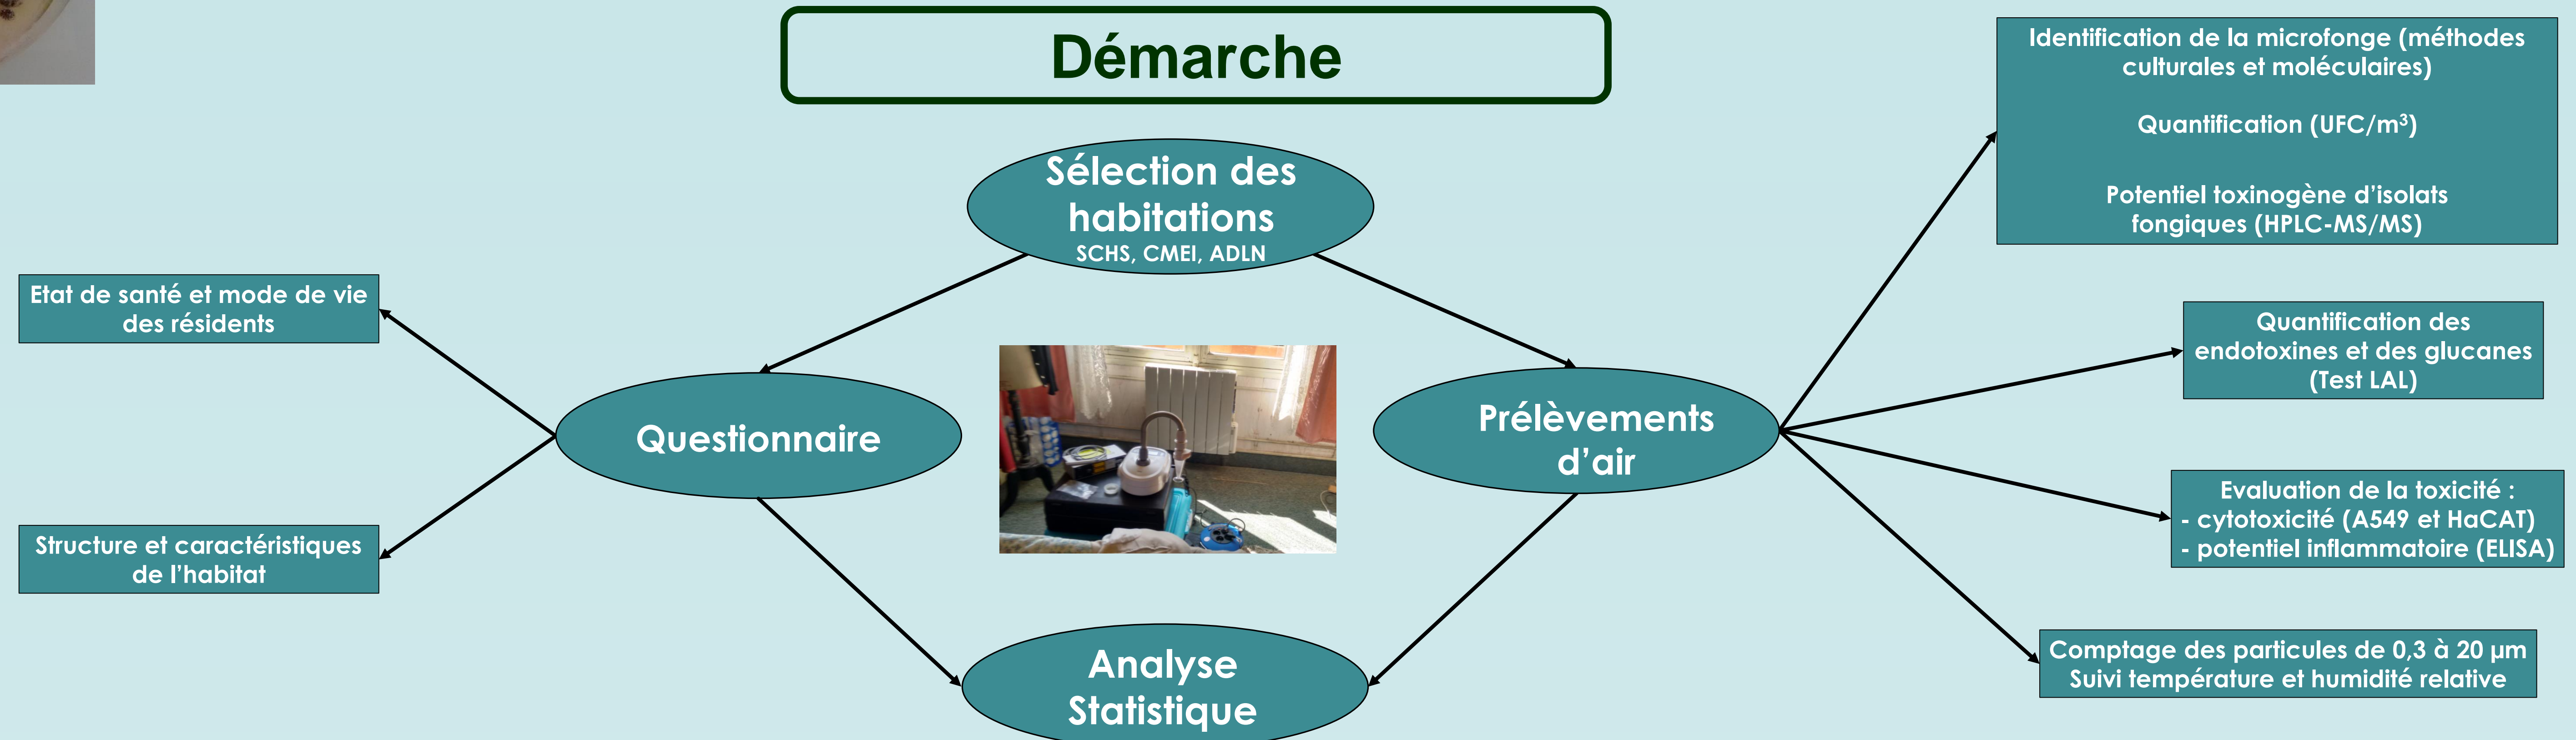 Démarche
Sélection des
habitations
SCHS, CMEI, ADLN
Questionnaire
Prélèvements
d’air
Analyse
Statistique
Etat de santé et mode de vie
des résidents
Structure et caractéristiques
de l’habitat
Identification de la microfonge (méthodes
culturales et moléculaires)
Quantification (UFC/m³)
Potentiel toxinogène d’isolats
fongiques (HPLC-MS/MS)
Quantification des
endotoxines et des glucanes
(Test LAL)
Evaluation de la toxicité :
- cytotoxicité (A549 et HaCAT)
- potentiel inflammatoire (ELISA)
Comptage des particules de 0,3 à 20 µm
Suivi température et humidité relative